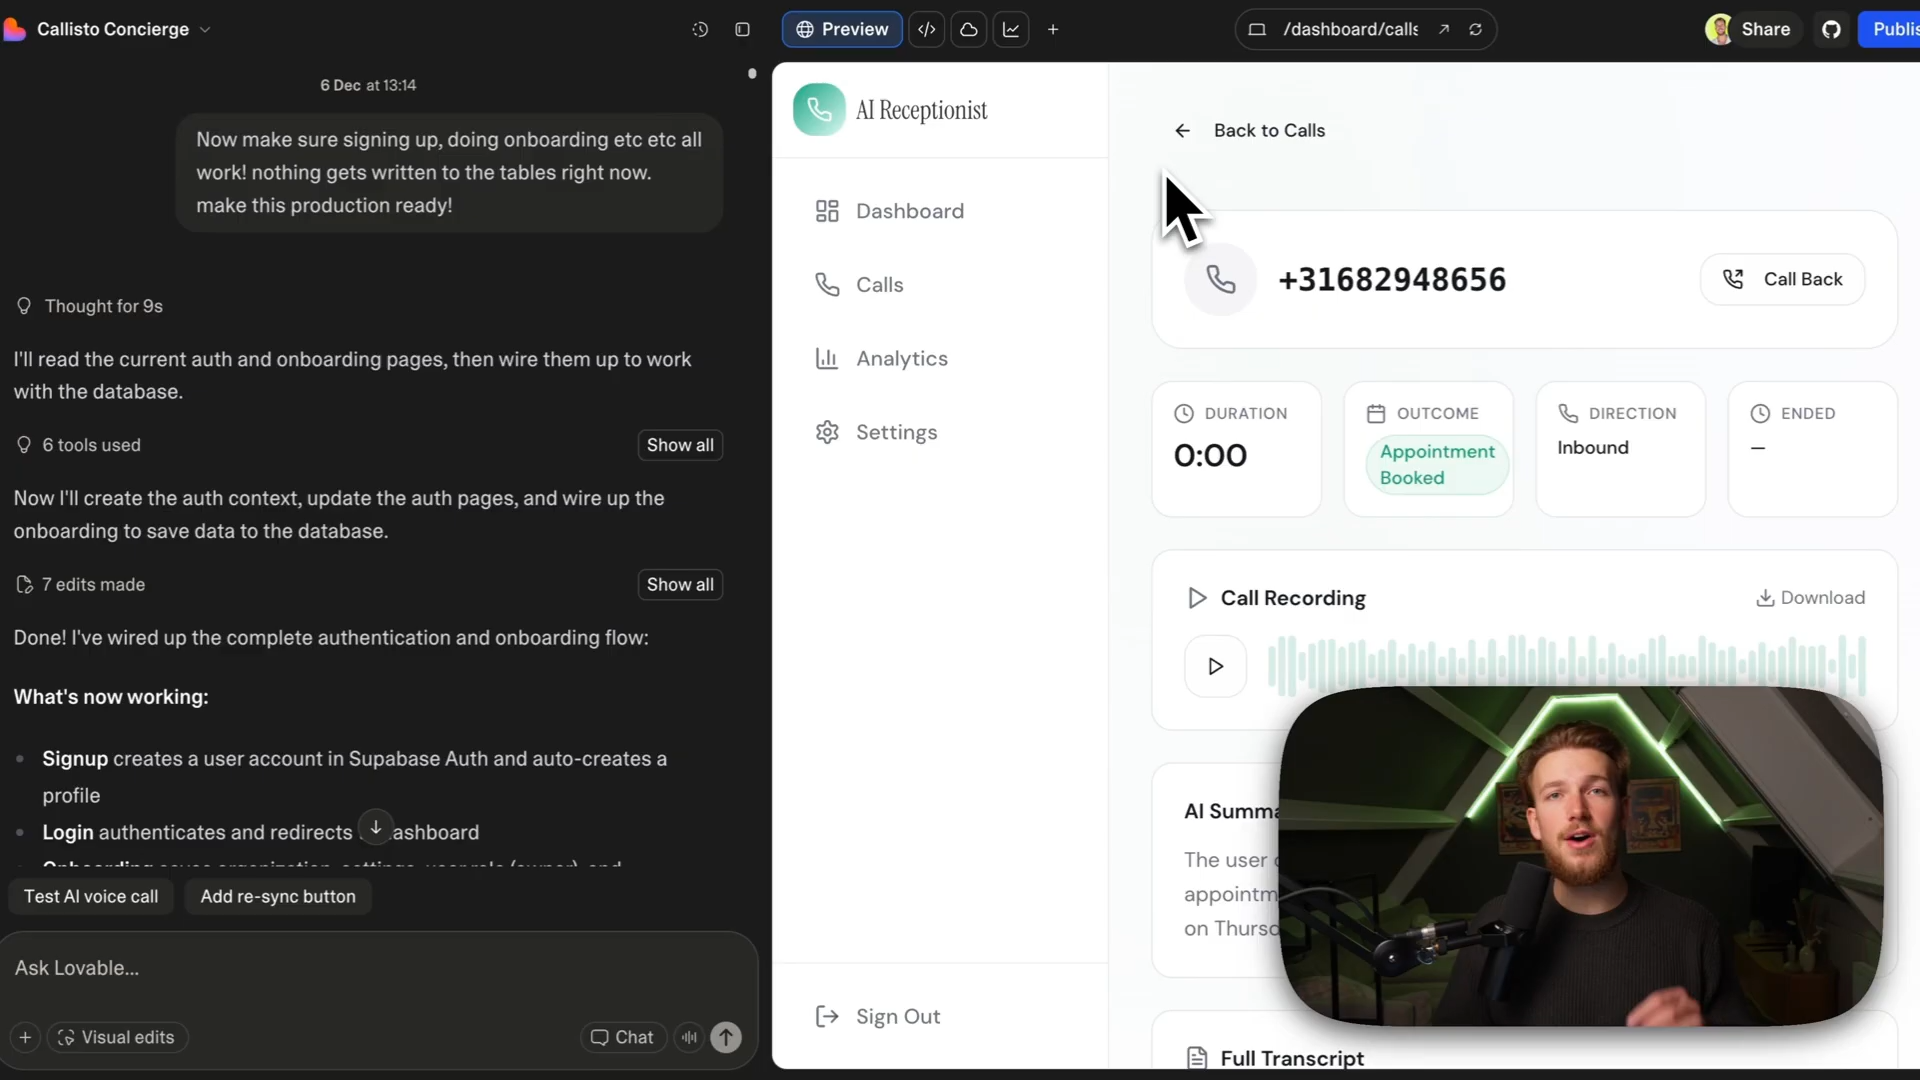 Callisto Concierge
Preview
/dashboard/calls
Share
6 Dec at 13:14
Now make sure signing up, doing onboarding etc etc all
work! nothing gets written to the tables right now.
make this production ready!
Thought for 9s
I'll read the current auth and onboarding pages, then wire them up to work
with the database.
6 tools used
Show all
Now I'll create the auth context, update the auth pages, and wire up the
onboarding to save data to the database.
7 edits made
Show all
Done! I've wired up the complete authentication and onboarding flow:
What's now working:
Signup creates a user account in Supabase Auth and auto-creates a
profile
Login authenticates and redirects
Test AI voice call
Add re-sync button
Ask Lovable...
Visual edits
Chat
AI Receptionist
Dashboard
Calls
Analytics
Settings
Sign Out
Back to Calls
+31682948656
Call Back
DURATION
0:00
OUTCOME
Appointment
Booked
DIRECTION
Inbound
ENDED
–
Call Recording
Download
AI
The user
on
Full Transcript